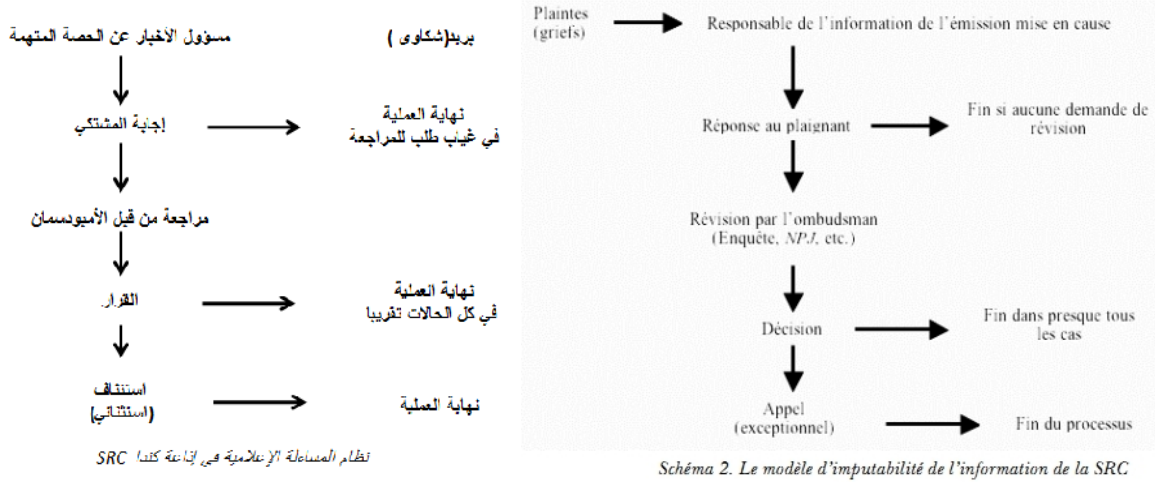 مسؤول الأخبار عن الحصة المتهمة
بريد(شكاوى )
إجابة المشتكي
نهاية العملية
في غياب طلب للمراجعة
مراجعة من قبل الأمبودسمان
القرار
نهاية العملية
في كل الحالات تقريبا
استئناف
(استثنائي)
نهاية العملية
نظام المساءلة الإعلامية في إذاعة كندا SRC
Plaintes
(griefs)
Responsable de l'information de l'émission mise en cause
Réponse au plaignant
Fin si aucune demande de
révision
Révision par l'ombudsman
(Enquête, NPJ, etc.)
Décision
Fin dans presque tous
les cas
Appel
(exceptionnel)
Fin du processus
Schéma 2. Le modèle d'imputabilité de l'information de la SRC